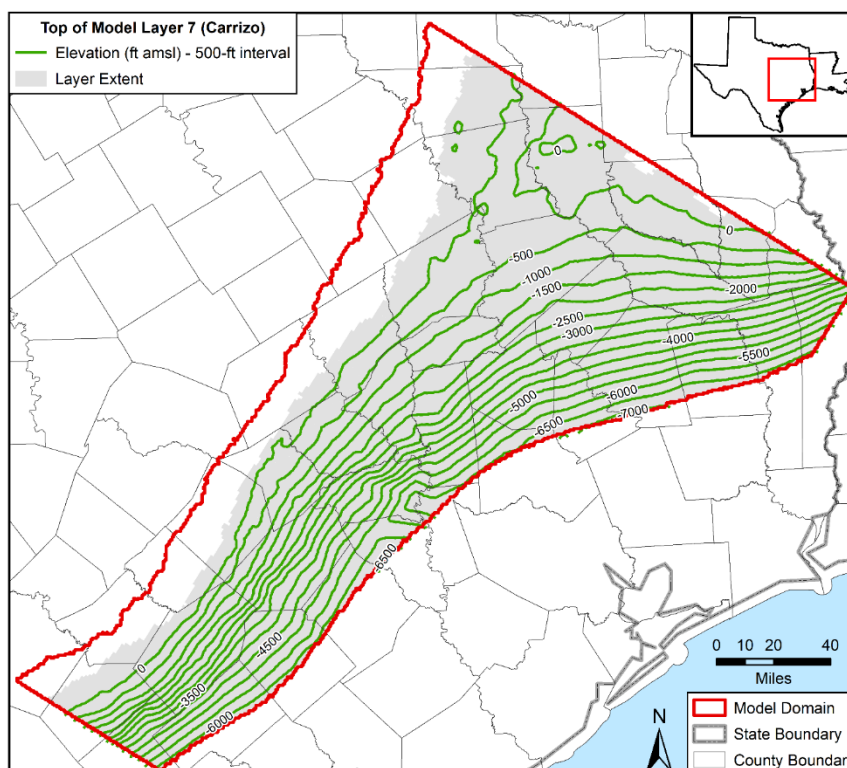 Top of Model Layer 7 (Carrizo)
Elevation (ft amsl) - 500-ft interval
Layer Extent
0
0
-500
-1000
-1500
-2000
-2500
-3000
-4000
-5500
-5000
-6000
-6500
-7000
-6500
0
-4500
-3500
-6000
0 10 20 40
Miles
N
Model Domain
State Boundary
County Boundar